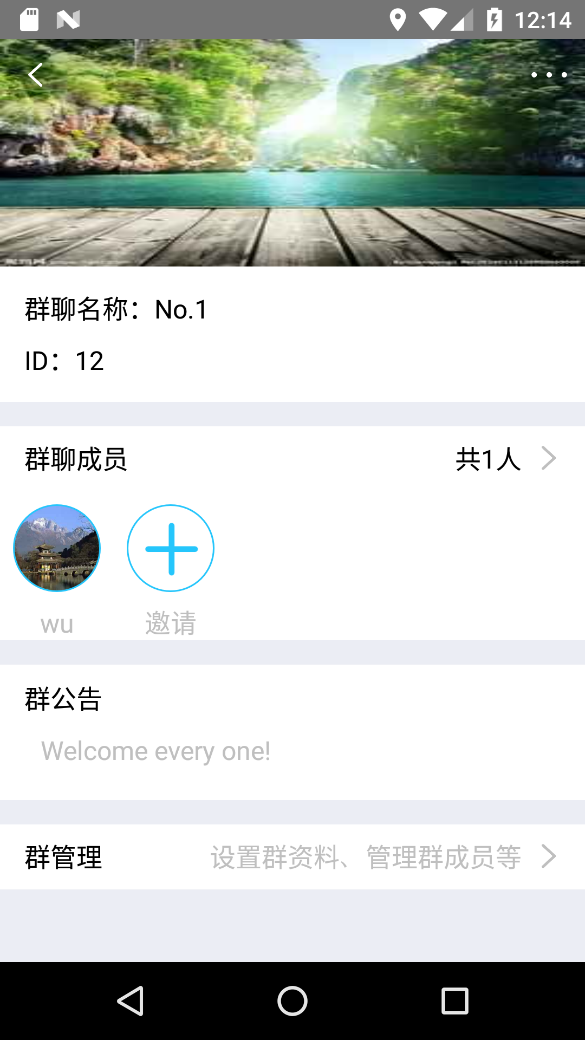 12:14
群聊名称：No.1
ID：12
群聊成员
共1人
wu
邀请
群公告
Welcome every one!
群管理
设置群资料、管理群成员等